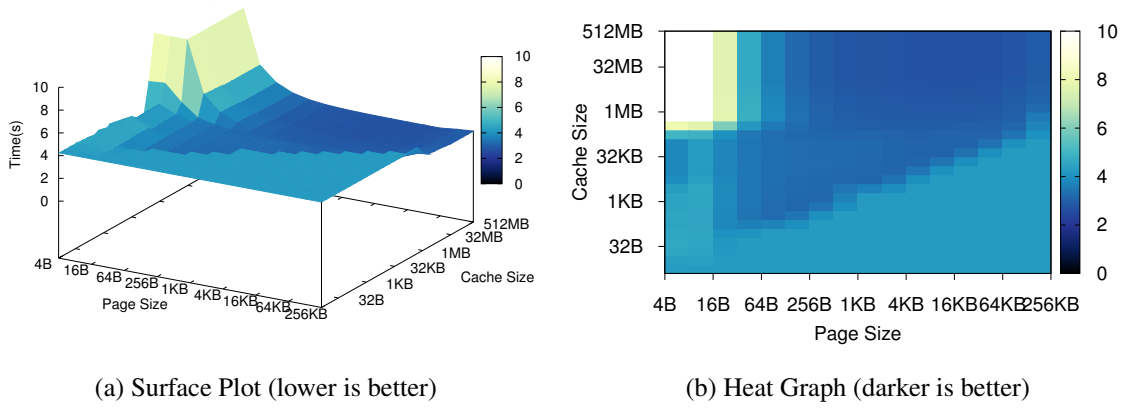 10
8
6
4
2
0
Time(s)
10
8
6
4
2
0
4B
16B
64B
256B
1KB
4KB
16KB
64KB
256KB
Page Size
32B
1KB
32KB
1MB
32MB
512MB
Cache Size
(a) Surface Plot (lower is better)
512MB
32MB
1MB
32KB
1KB
32B
Cache Size
4B 16B 64B 256B 1KB 4KB 16KB 64KB 256KB
Page Size
10
8
6
4
2
0
(b) Heat Graph (darker is better)